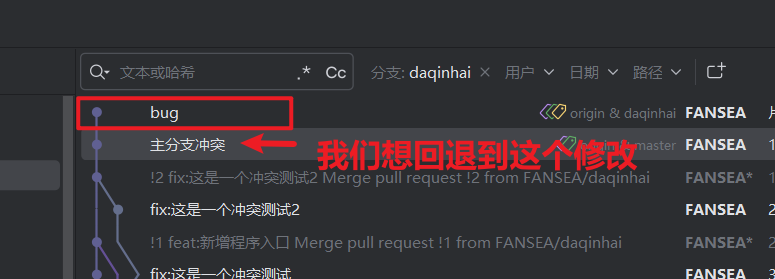 文本或哈希 .* Cc 分支: daqinhai 用户 日期 路径
bug origin & daqinhai FANSEA
主分支冲突 master FANSEA 1
我们想回退到这个修改
!2 fix:这是一个冲突测试2 Merge pull request !2 from FANSEA/daqinhai FANSEA* 1
fix:这是一个冲突测试2 FANSEA 2
!1 feat:新增程序入口 Merge pull request !1 from FANSEA/daqinhai FANSEA* 2
fix:这是一个冲突测试 FANSEA 2